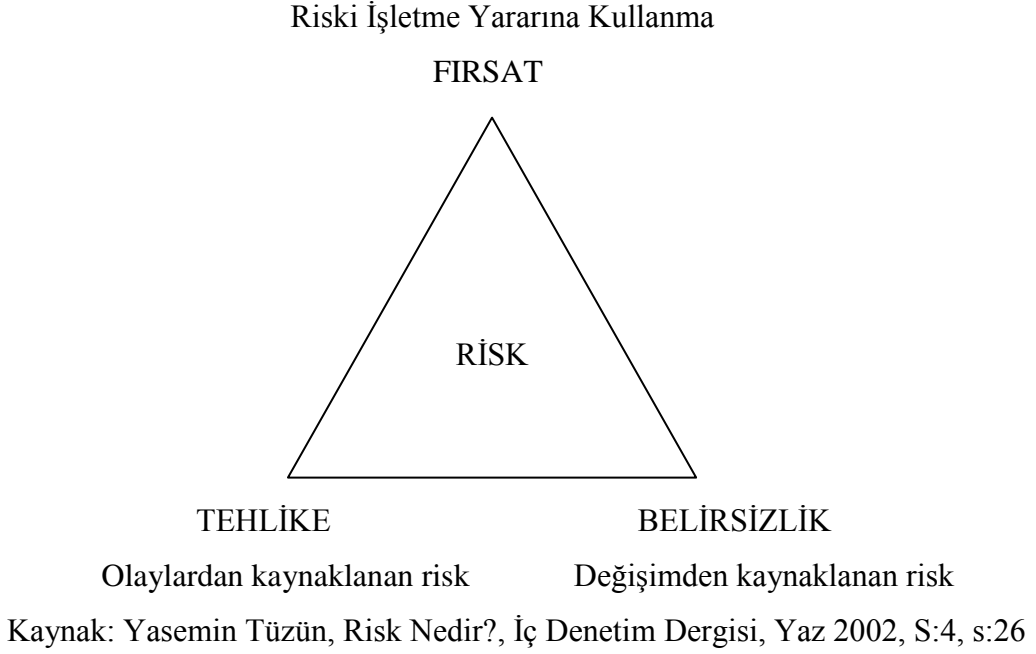 Riski İşletme Yararına Kullanma
FIRSAT
RİSK
TEHLİKE BELİRSİZLİK
Olaylardan kaynaklanan risk Değişimden kaynaklanan risk
Kaynak: Yasemin Tüzün, Risk Nedir?, İç Denetim Dergisi, Yaz 2002, S:4, s:26